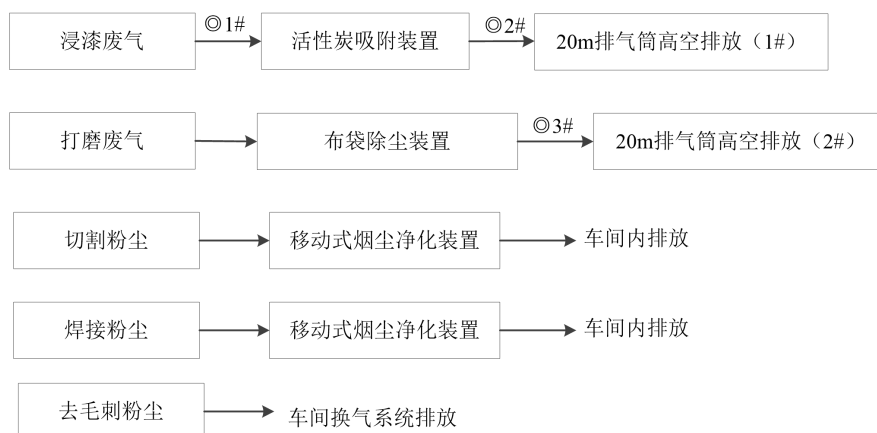 浸漆废气 ◎1# 活性炭吸附装置 ◎2# 20m排气筒高空排放（1#）
打磨废气 布袋除尘装置 ◎3# 20m排气筒高空排放（2#）
切割粉尘 移动式烟尘净化装置 车间内排放
焊接粉尘 移动式烟尘净化装置 车间内排放
去毛刺粉尘 车间换气系统排放